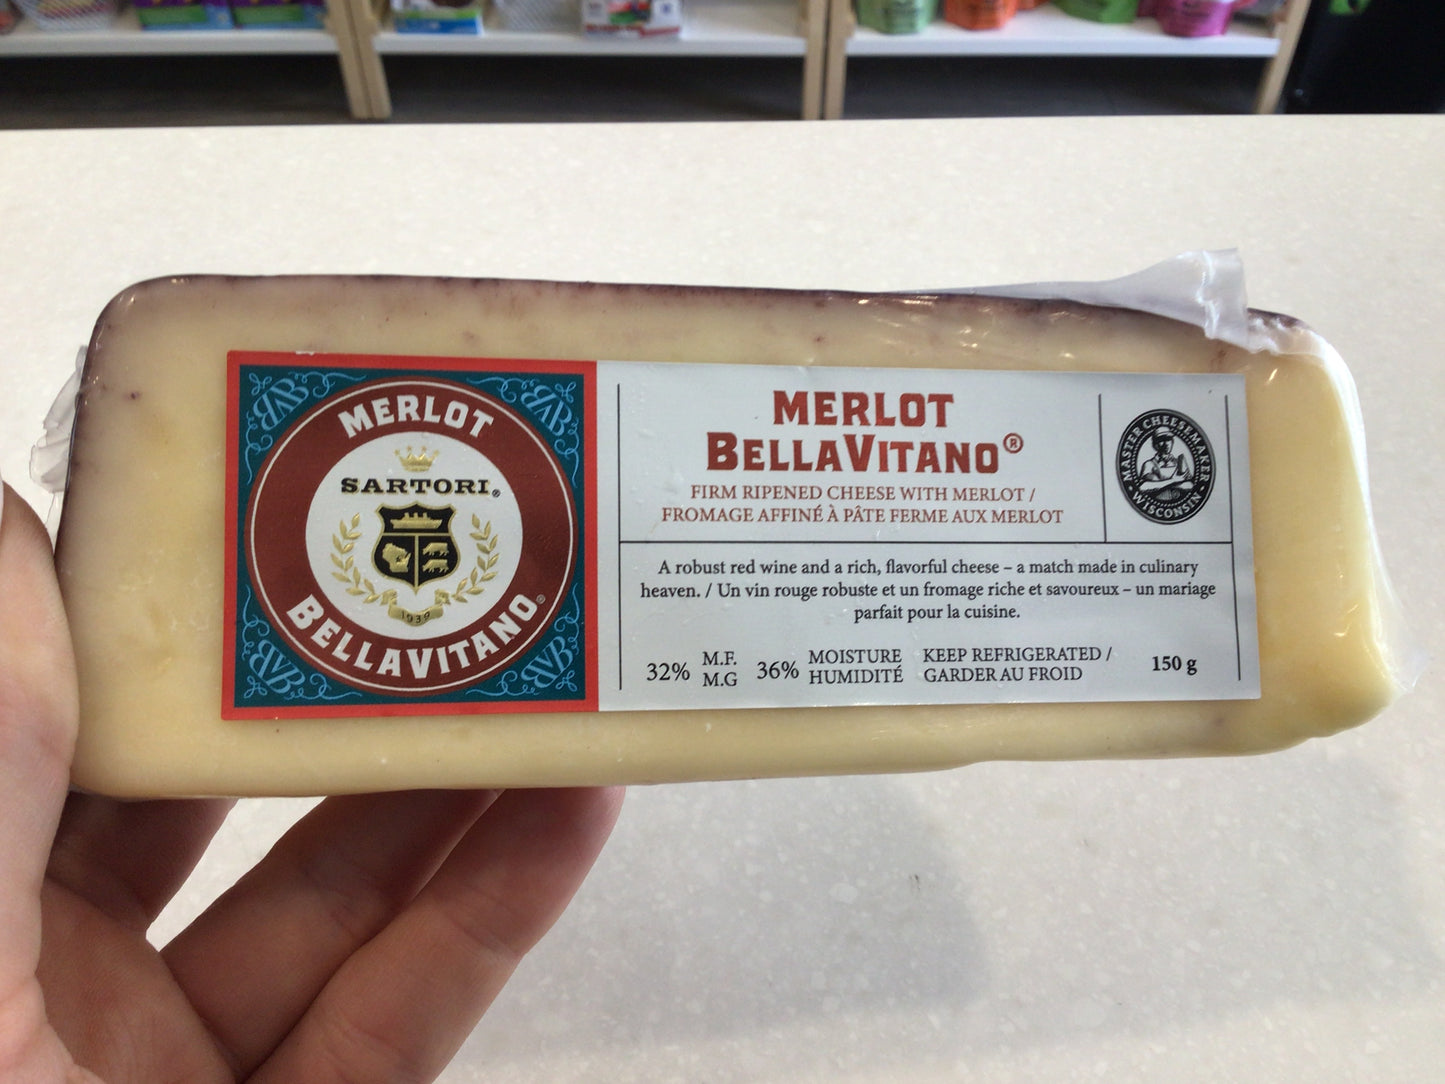 MERLOT
SARTORI®
1939
BELLAVITANO®
MERLOT
BELLAVITANO®
FIRM RIPENED CHEESE WITH MERLOT /
FROMAGE AFFINÉ À PÂTE FERME AUX MERLOT
MASTER CHEESEMAKER
WISCONSIN
A robust red wine and a rich, flavorful cheese – a match made in culinary
heaven. / Un vin rouge robuste et un fromage riche et savoureux – un mariage
parfait pour la cuisine.
32% M.F. 36% MOISTURE KEEP REFRIGERATED / 150 g
M.G HUMIDITÉ GARDER AU FROID